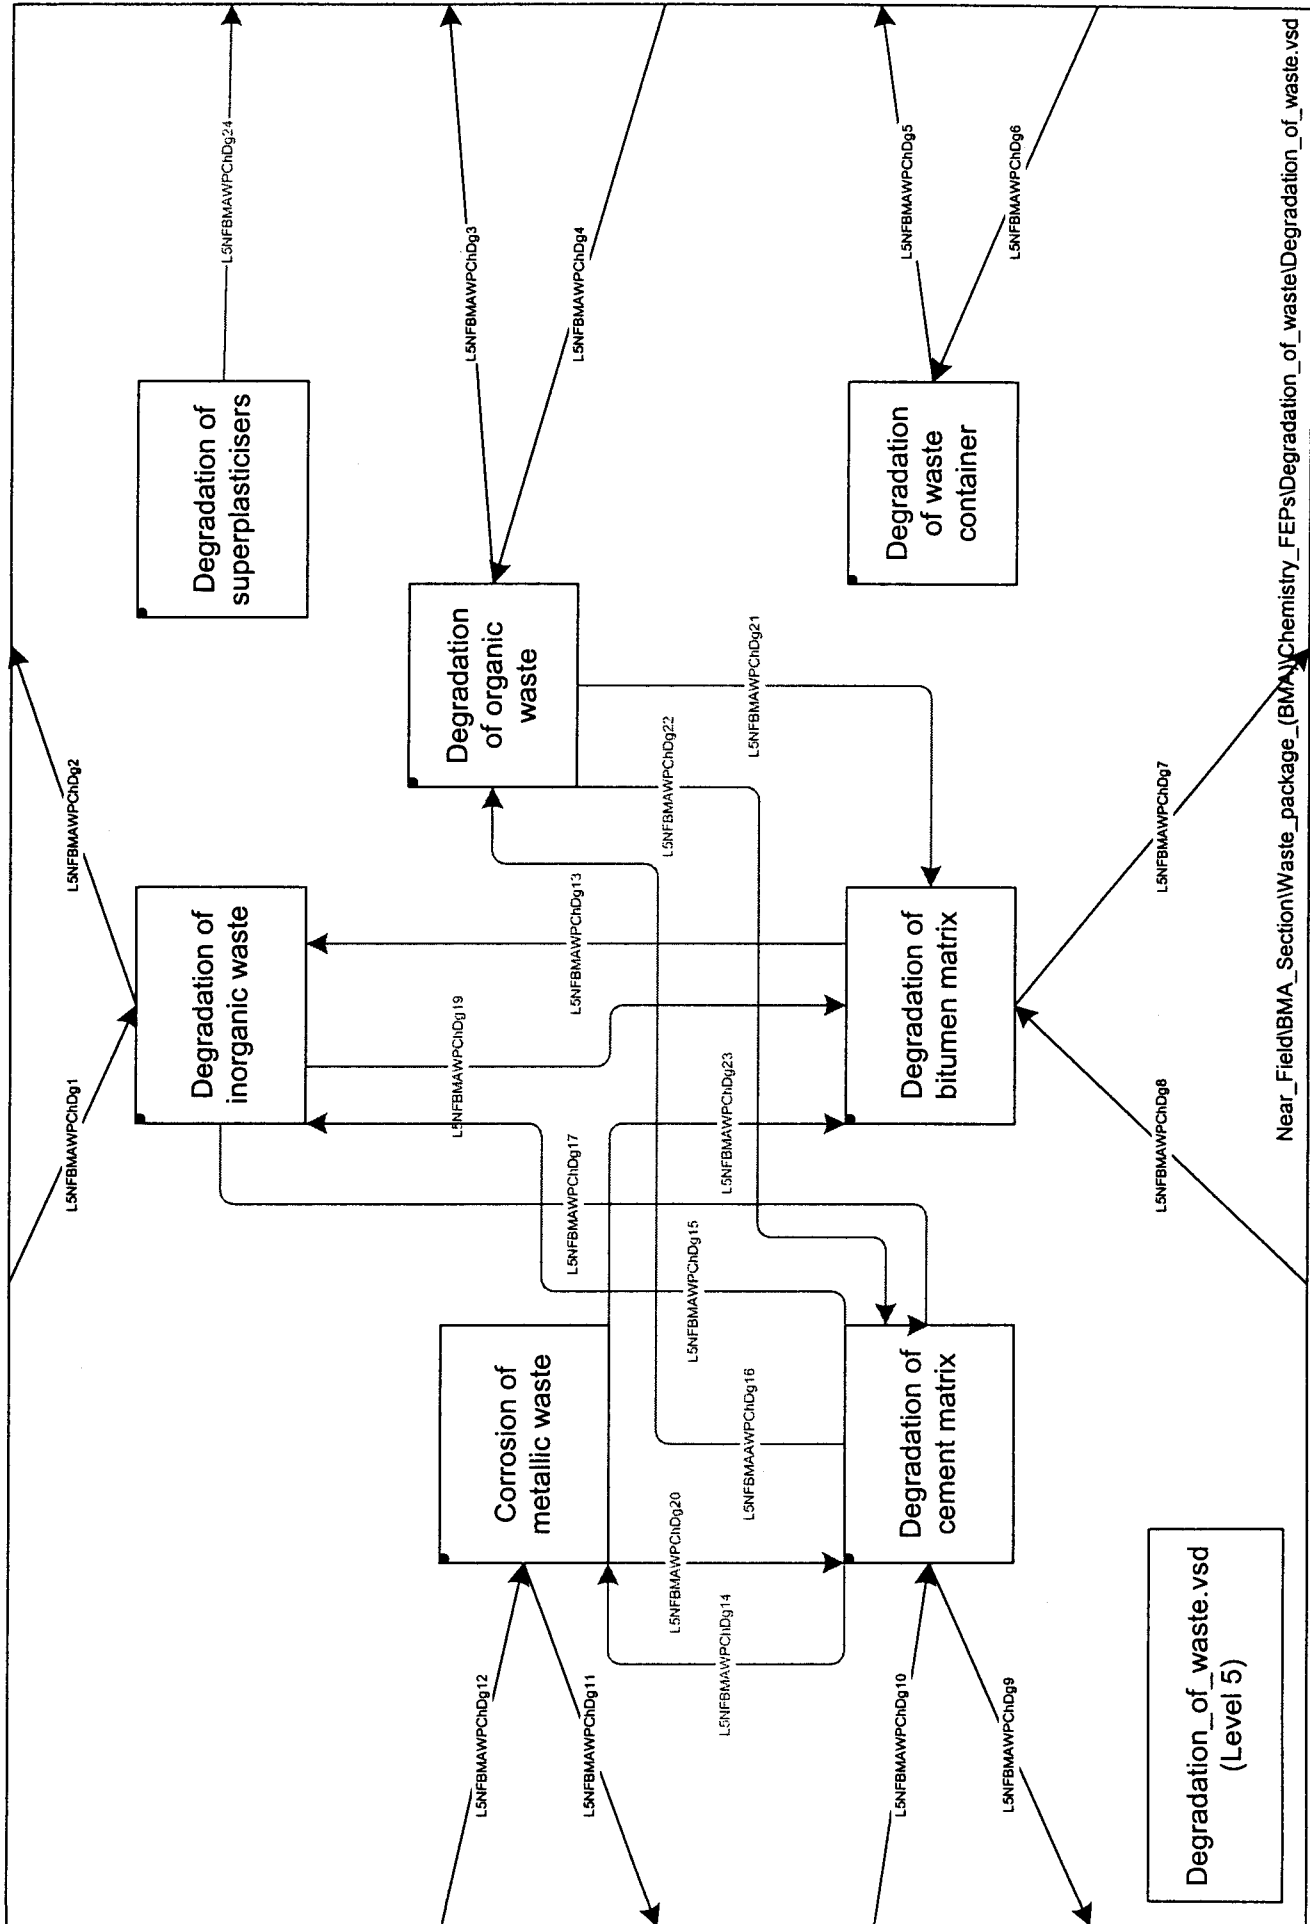 L5NFBMAWPChDg1
L5NFBMAWPChDg2
L5NFBMAWPChDg24
Degradation of
inorganic waste
Degradation of
superplasticisers
L5NFBMAWPChDg12
L5NFBMAWPChDg11
Corrosion of
metallic waste
L5NFBMAWPChDg19
L5NFBMAWPChDg17
L5NFBMAWPChDg13
Degradation
of organic
waste
L5NFBMAWPChDg3
L5NFBMAWPChDg4
L5NFBMAWPChDg20
L5NFBMAWPChDg14
L5NFBMAWPChDg15
L5NFBMAAWPChDg16
L5NFBMAWPChDg23
L5NFBMAWPChDg22
L5NFBMAWPChDg21
L5NFBMAWPChDg10
L5NFBMAWPChDg9
Degradation of
cement matrix
Degradation of
bitumen matrix
Degradation
of waste
container
L5NFBMAWPChDg5
L5NFBMAWPChDg6
L5NFBMAWPChDg8
L5NFBMAWPChDg7
Degradation_of_waste.vsd
(Level 5)
Near_Field\BMA_Section\Waste_package_(BMA)\Chemistry_FEPs\Degradation_of_waste\Degradation_of_waste.vsd